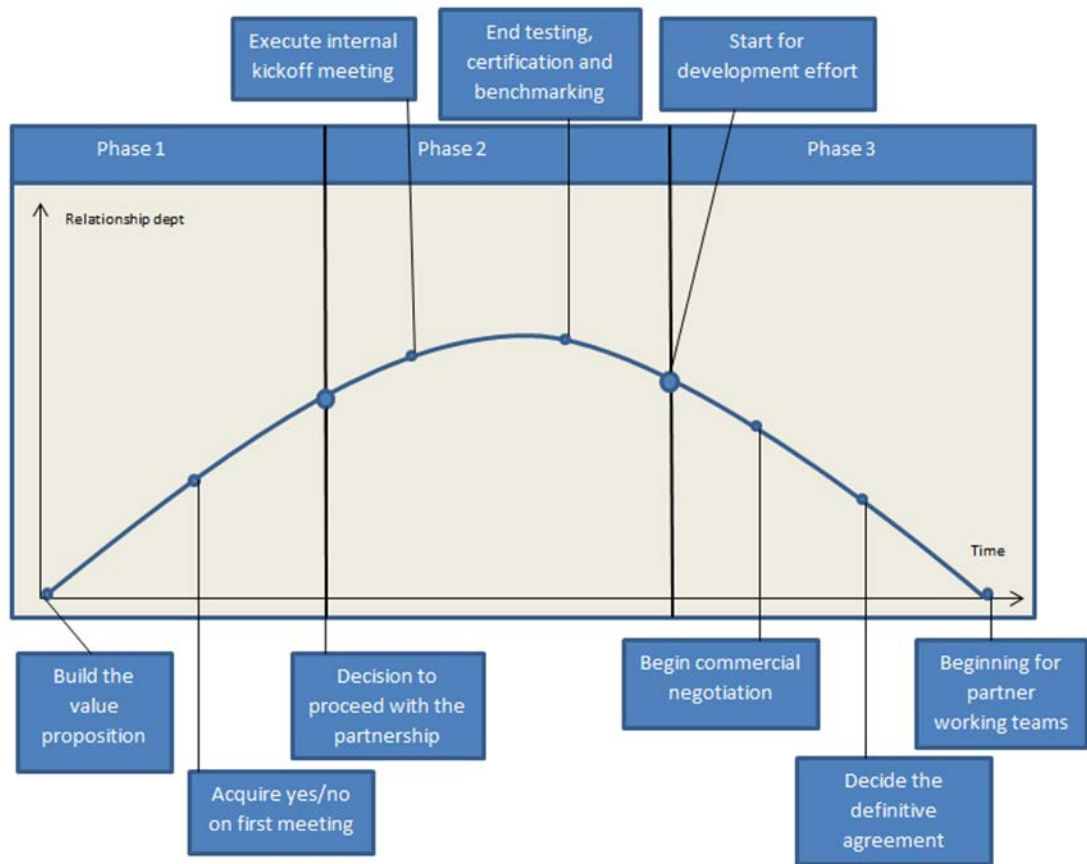 Execute internal
kickoff meeting
End testing,
certification and
benchmarking
Start for
development effort
Phase 1
Phase 2
Phase 3
Relationship dept
Time
Build the
value
proposition
Decision to
proceed with the
partnership
Begin commercial
negotiation
Beginning for
partner
working teams
Acquire yes/no
on first meeting
Decide the
definitive
agreement